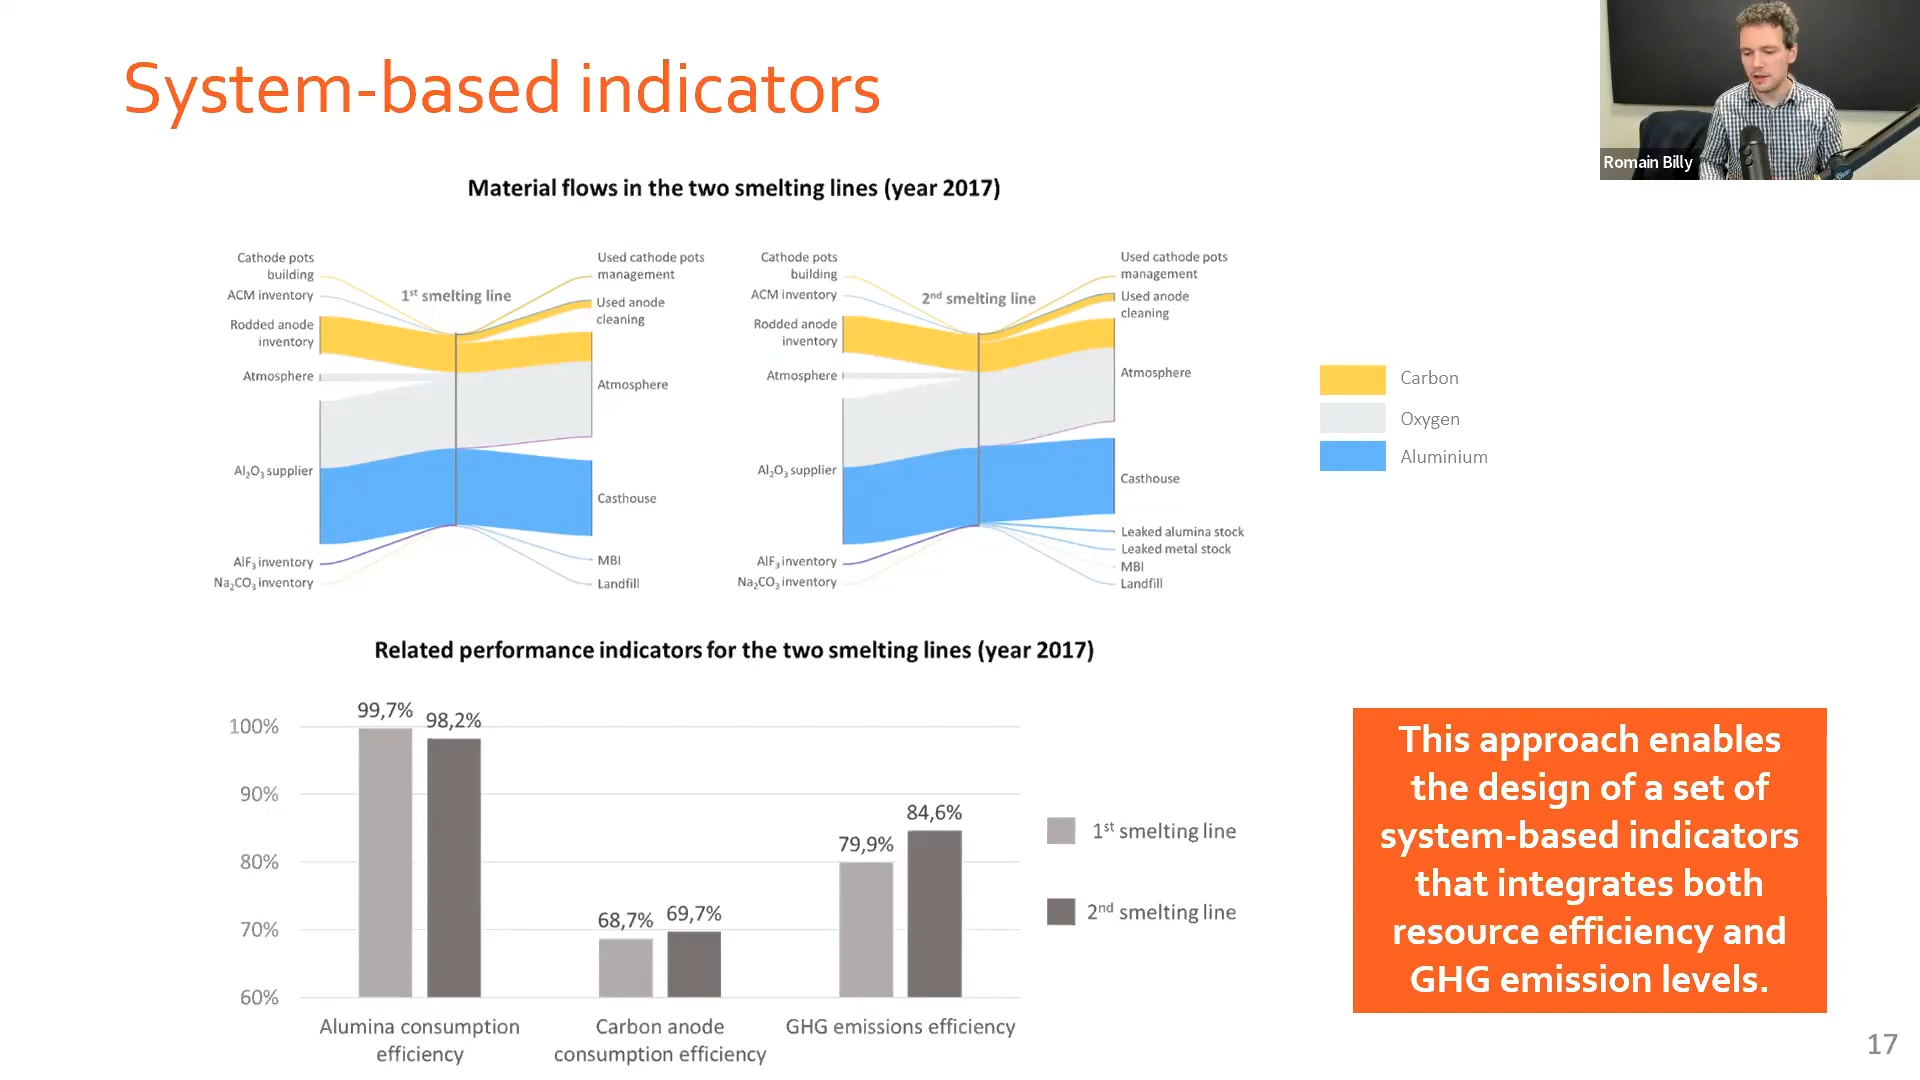 System-based indicators
Romain Billy
Material flows in the two smelting lines (year 2017)
Cathode pots
building
ACM inventory
Rodded anode
inventory
Atmosphere
Al₂O₃ supplier
AlF₃ inventory
Na₂CO₃ inventory
1st smelting line
Used cathode pots
management
Used anode
cleaning
Atmosphere
Casthouse
MBI
Landfill
Cathode pots
building
ACM inventory
Rodded anode
inventory
Atmosphere
Al₂O₃ supplier
AlF₃ inventory
Na₂CO₃ inventory
2nd smelting line
Used cathode pots
management
Used anode
cleaning
Atmosphere
Casthouse
Leaked alumina stock
Leaked metal stock
MBI
Landfill
Carbon
Oxygen
Aluminium
Related performance indicators for the two smelting lines (year 2017)
100%
90%
80%
70%
60%
99,7%
98,2%
68,7%
69,7%
79,9%
84,6%
Alumina consumption
efficiency
Carbon anode
consumption efficiency
GHG emissions efficiency
1st smelting line
2nd smelting line
This approach enables
the design of a set of
system-based indicators
that integrates both
resource efficiency and
GHG emission levels.
17